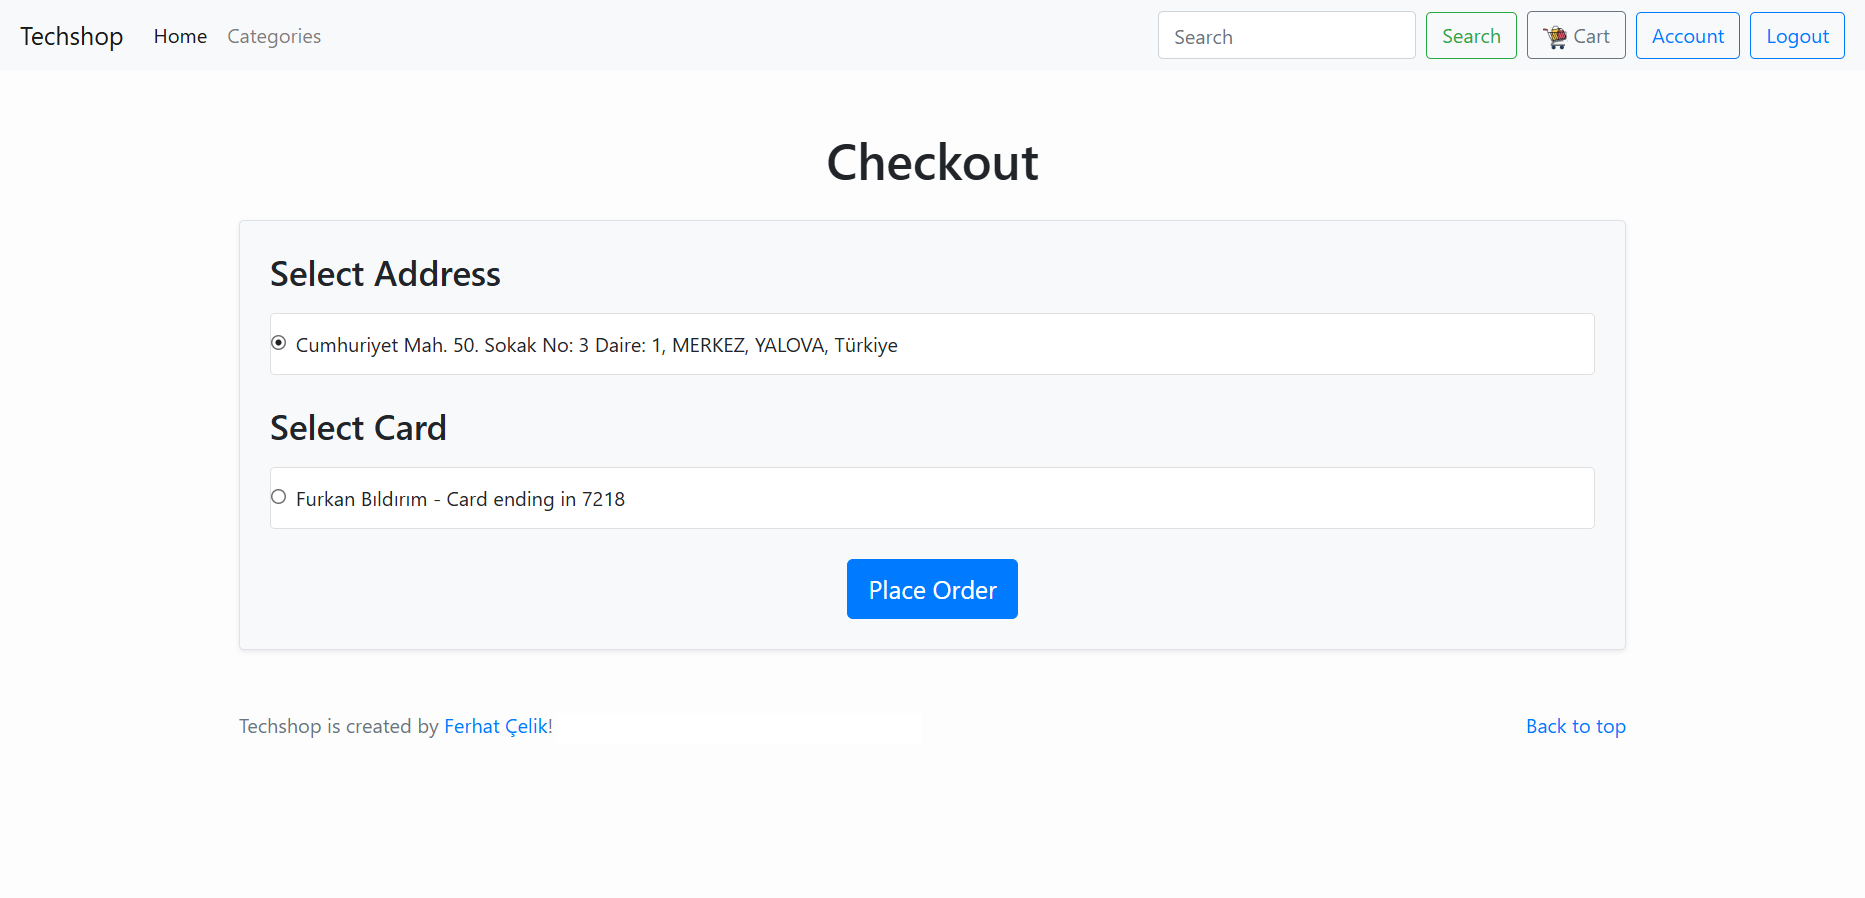 Techshop Home Categories Search Search Cart Account Logout
Checkout
Select Address
Cumhuriyet Mah. 50. Sokak No: 3 Daire: 1, MERKEZ, YALOVA, Türkiye
Select Card
Furkan Bıldırım - Card ending in 7218
Place Order
Techshop is created by Ferhat Çelik! Back to top